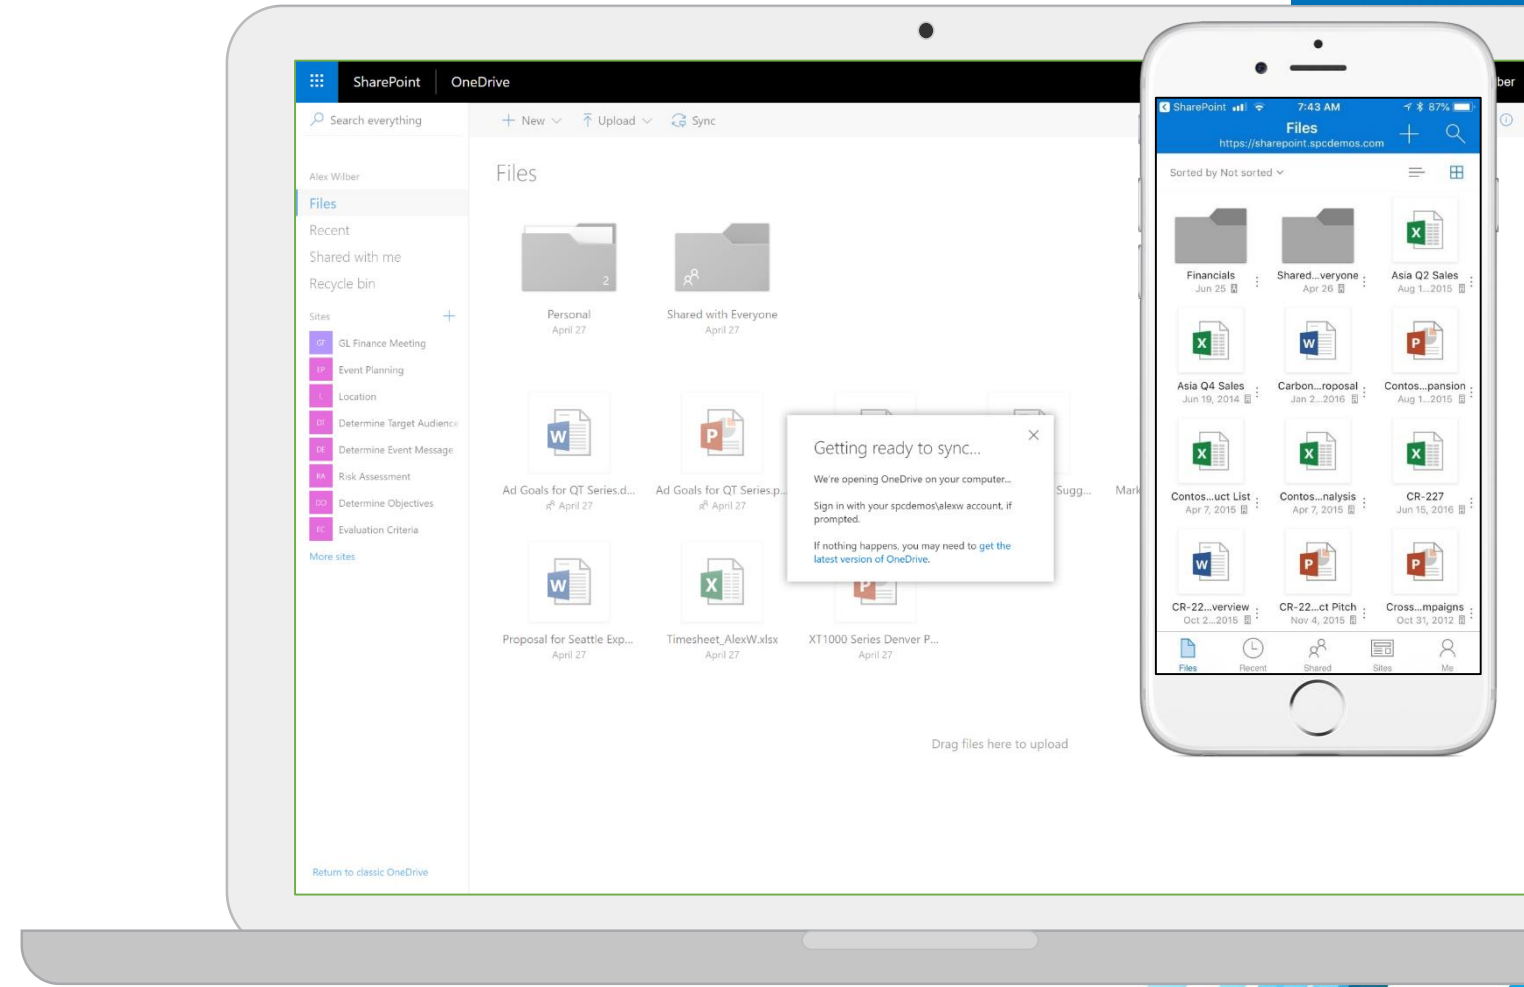 SharePoint
OneDrive
ber
Search everything
New
Upload
Sync
Alex Wilber
Files
Recent
Shared with me
Recycle bin
Sites
GF
GL Finance Meeting
EP
Event Planning
L
Location
DT
Determine Target Audience
DE
Determine Event Message
RA
Risk Assessment
DO
Determine Objectives
EC
Evaluation Criteria
More sites
Return to classic OneDrive
Files
2
Personal
April 27
Shared with Everyone
April 27
Ad Goals for QT Series.d...
April 27
Ad Goals for QT Series.p...
April 27
Sugg...
Mark
Proposal for Seattle Exp...
April 27
Timesheet_AlexW.xlsx
April 27
XT1000 Series Denver P...
April 27
Drag files here to upload
Getting ready to sync...
We're opening OneDrive on your computer...
Sign in with your spcdemos\alexw account, if
prompted.
If nothing happens, you may need to get the
latest version of OneDrive.
SharePoint
7:43 AM
87%
Files
https://sharepoint.spcdemos.com
Sorted by Not sorted
Financials
Jun 25
Shared...veryone
Apr 26
Asia Q2 Sales
Aug 1...2015
Asia Q4 Sales
Jun 19, 2014
Carbon...roposal
Jan 2...2016
Contos...pansion
Aug 1...2015
Contos...uct List
Apr 7, 2015
Contos...nalysis
Apr 7, 2015
CR-227
Jun 15, 2016
CR-22...verview
Oct 2...2015
CR-22...ct Pitch
Nov 4, 2015
Cross...mpaigns
Oct 31, 2012
Files
Recent
Shared
Sites
Me